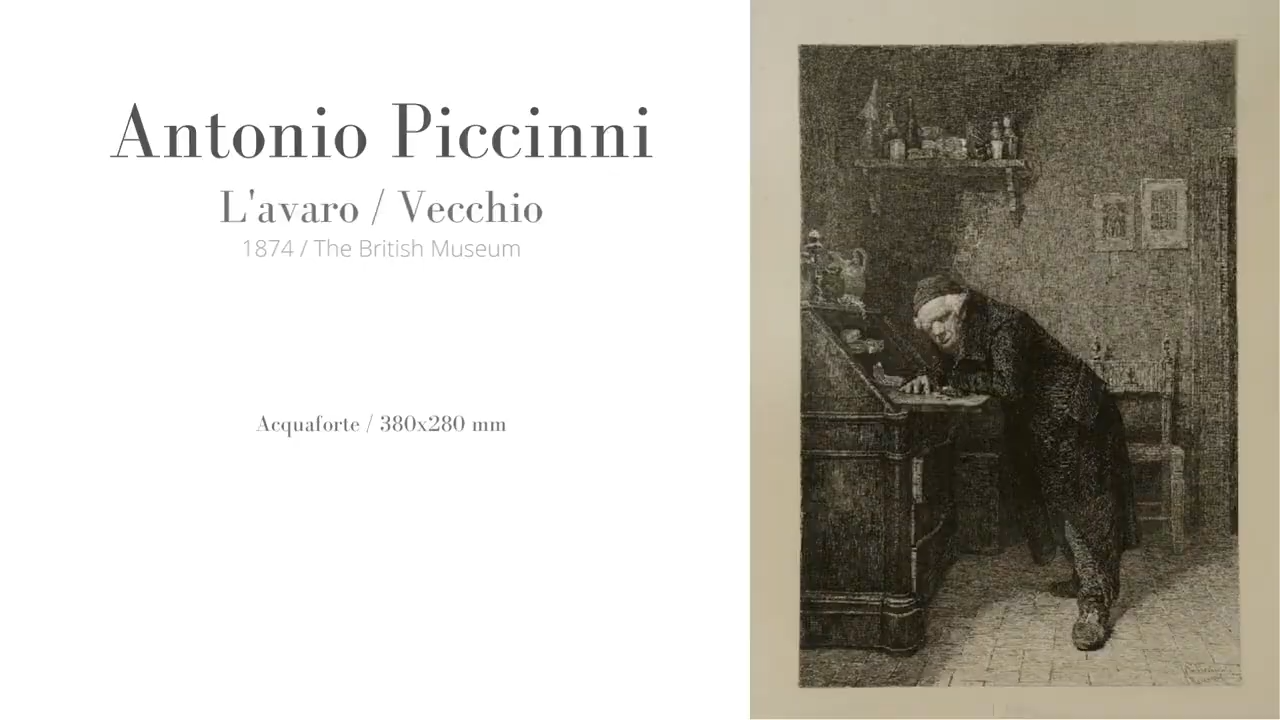 Antonio Piccinni
L'avaro / Vecchio
1874 / The British Museum
Acquaforte / 380x280 mm